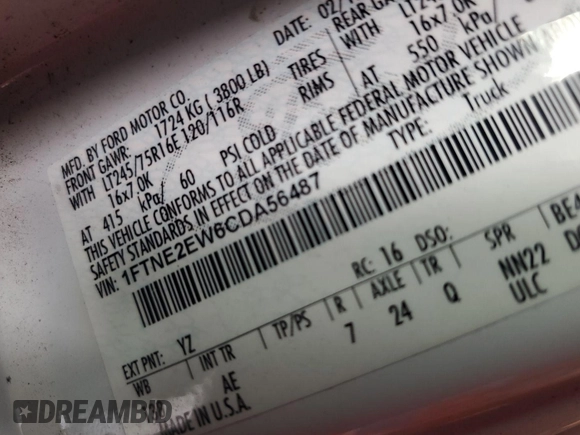 MFD. BY FORD MOTOR CO.
DATE: 02/
FRONT GAWR: 1724 KG ( 3800 LB)
REAR GA
WITH LT245/75R16E 120/116R TIRES WITH LT24
16x7.0K RIMS 16x7.0K
AT 415 kPa/ 60 PSI COLD AT 550 kPa/
THIS VEHICLE CONFORMS TO ALL APPLICABLE FEDERAL MOTOR VEHICLE
SAFETY STANDARDS IN EFFECT ON THE DATE OF MANUFACTURE SHOWN
VIN: 1FTNE2EW6CDA56487
TYPE: Truck
RC: 16 DSO:
EXT PNT: YZ
WB INT TR TP/PS R AXLE TR SPR
AE 7 24 Q NN22
ULC
MADE IN U.S.A.
DREAMBID